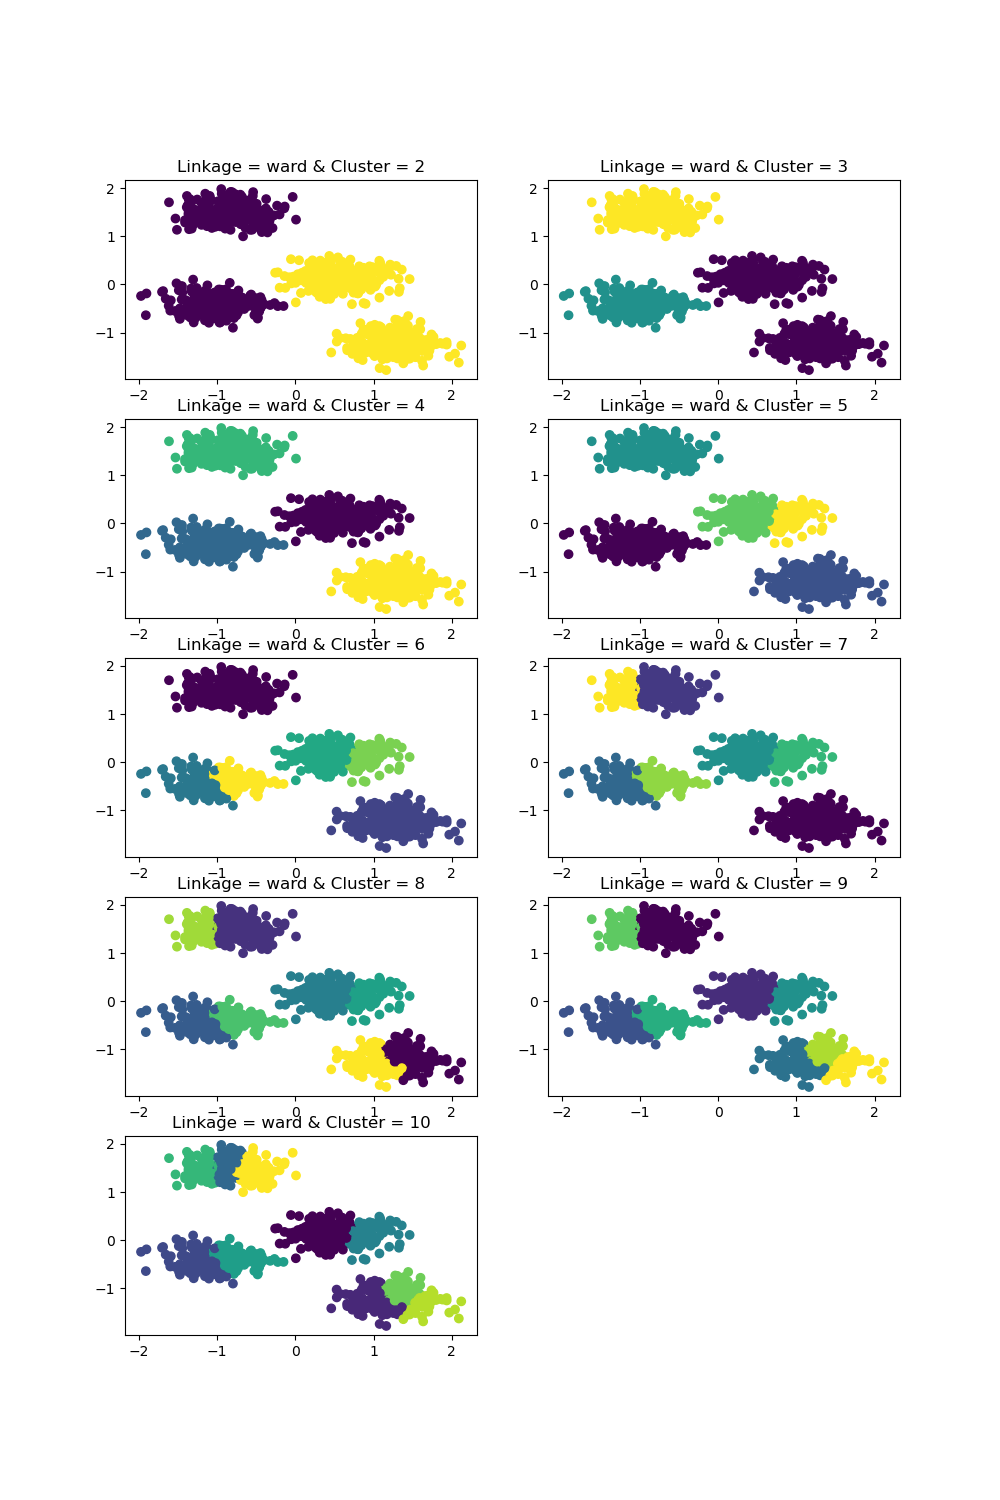 Linkage = ward & Cluster = 2
2
1
0
−1
−2 −1 0 1 2
Linkage = ward & Cluster = 3
2
1
0
−1
−2 −1 0 1 2
Linkage = ward & Cluster = 4
2
1
0
−1
−2 −1 0 1 2
Linkage = ward & Cluster = 5
2
1
0
−1
−2 −1 0 1 2
Linkage = ward & Cluster = 6
2
1
0
−1
−2 −1 0 1 2
Linkage = ward & Cluster = 7
2
1
0
−1
−2 −1 0 1 2
Linkage = ward & Cluster = 8
2
1
0
−1
−2 −1 0 1 2
Linkage = ward & Cluster = 9
2
1
0
−1
−2 −1 0 1 2
Linkage = ward & Cluster = 10
2
1
0
−1
−2 −1 0 1 2